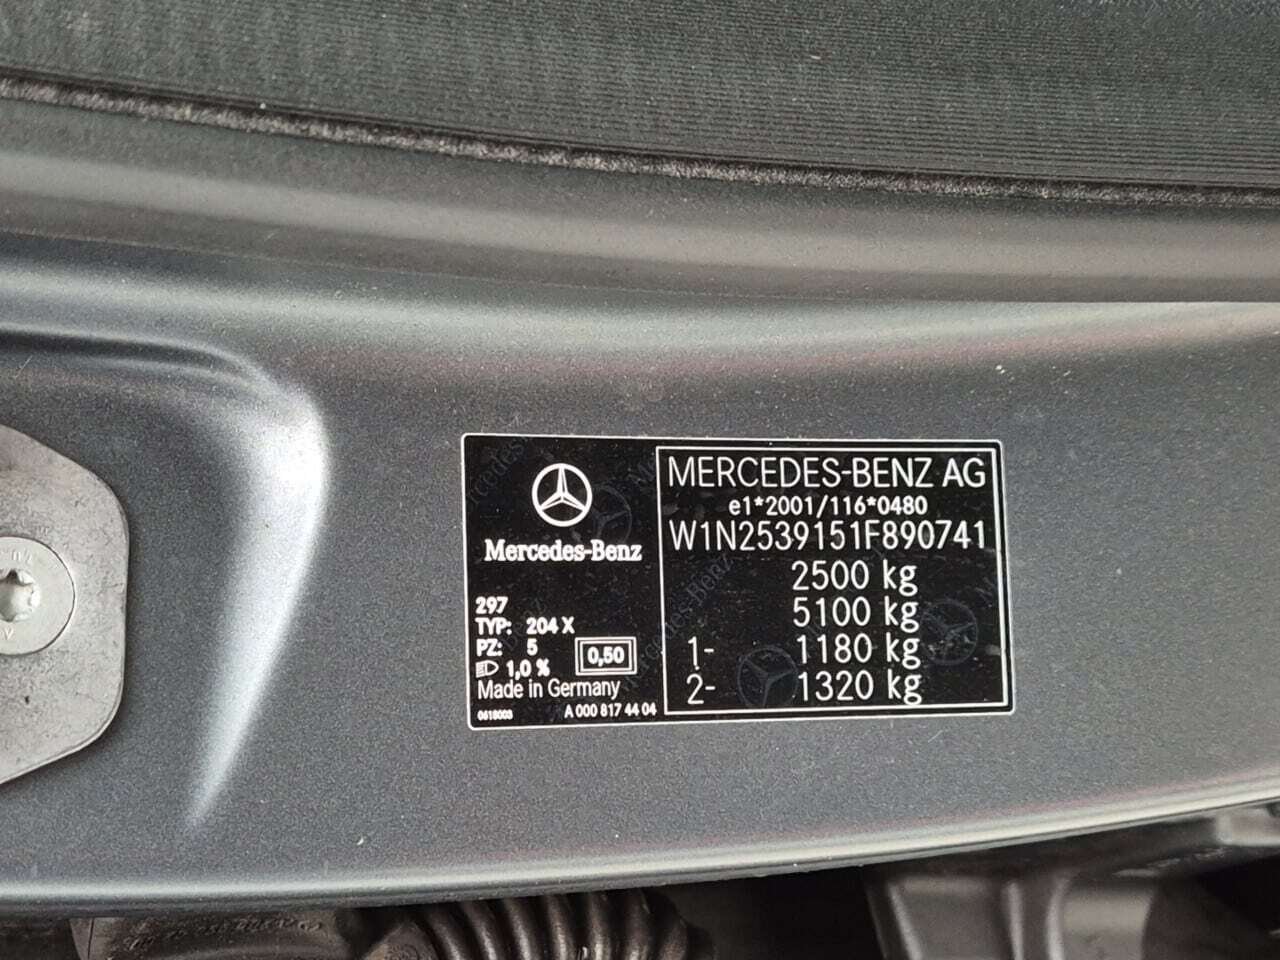 Mercedes-Benz
297
TYP: 204 X
PZ: 5
1,0 %
0,50
Made in Germany
0618003
A 000 817 44 04
MERCEDES-BENZ AG
e1*2001/116*0480
W1N2539151F890741
2500 kg
5100 kg
1- 1180 kg
2- 1320 kg